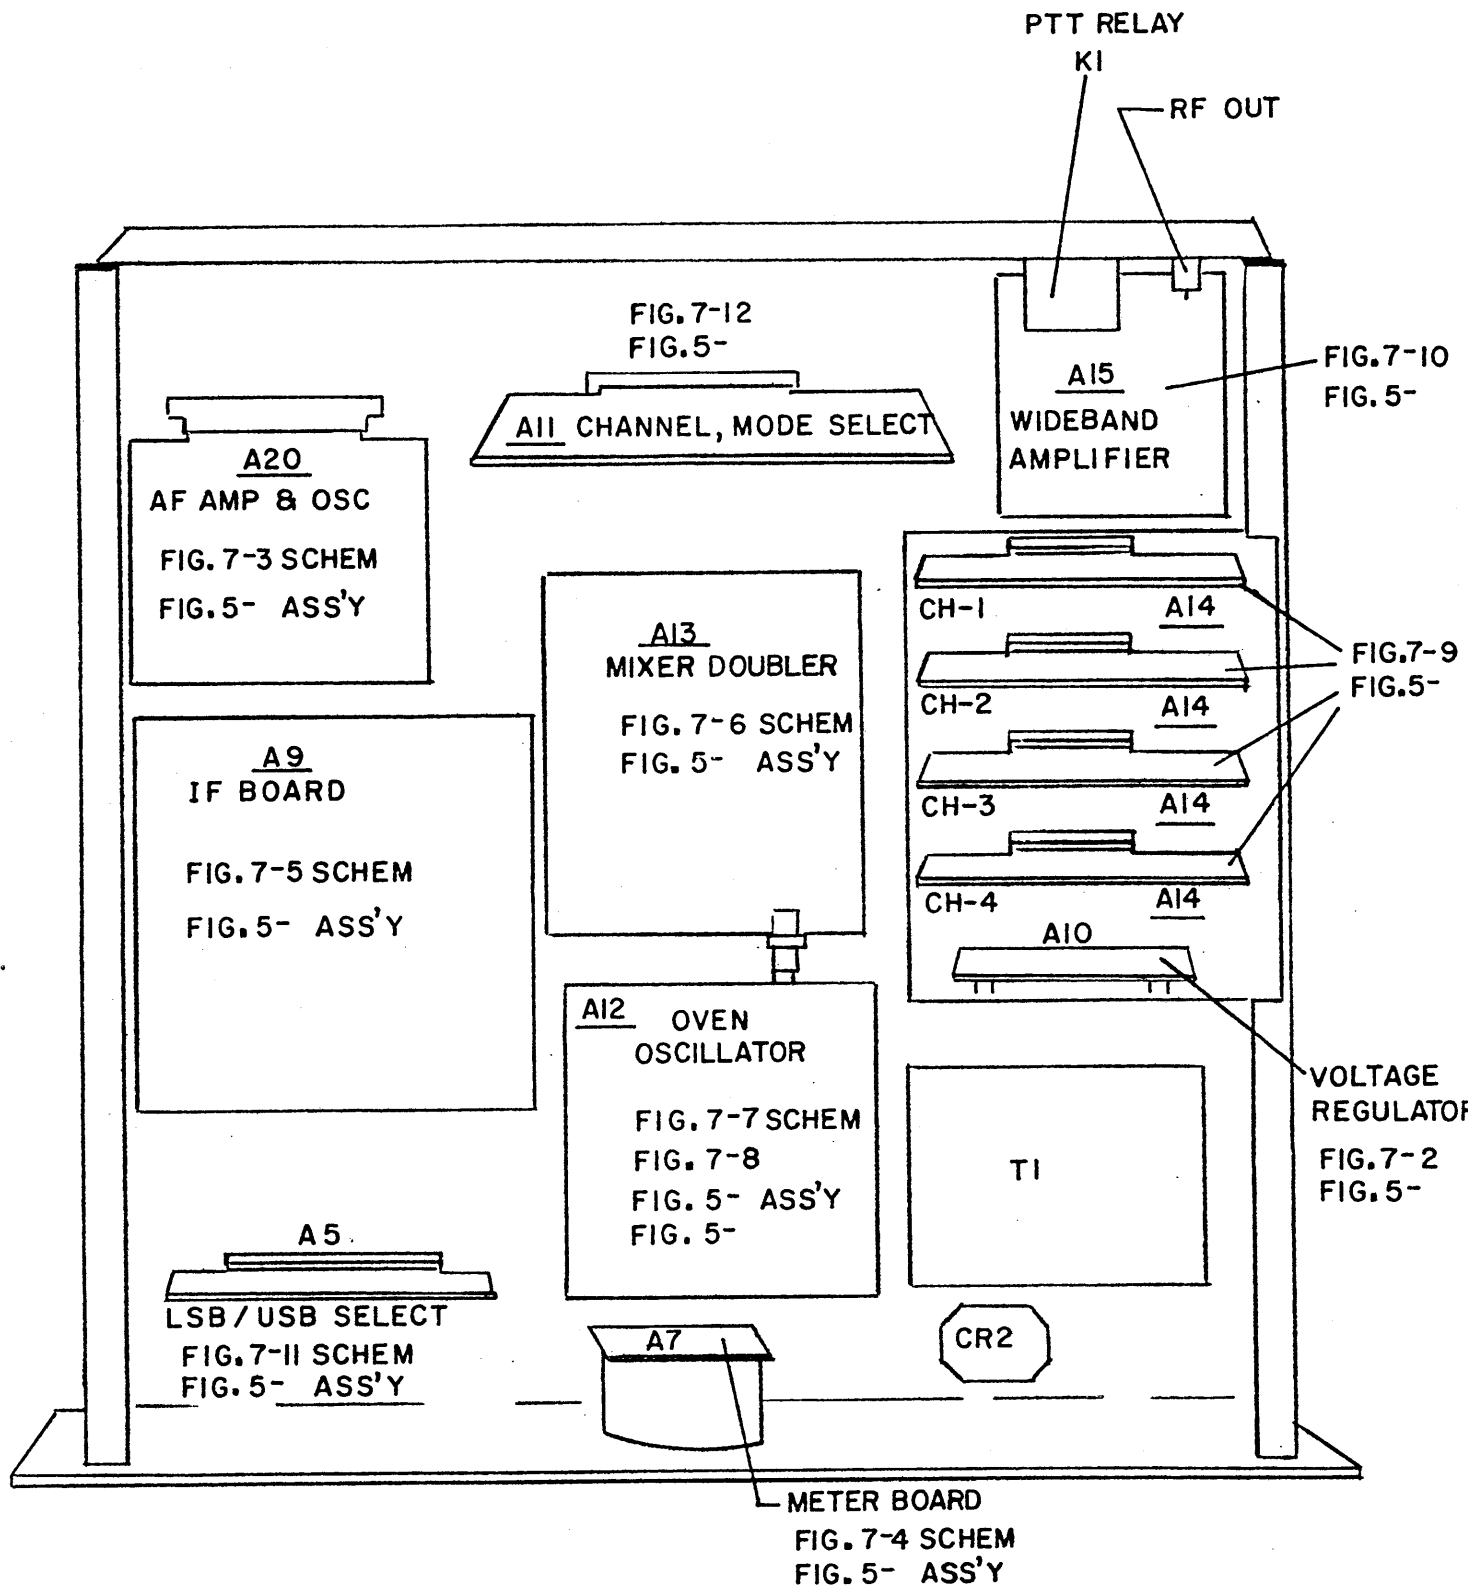 PTT RELAY
K1
RF OUT
FIG. 7-12
FIG. 5-
A11 CHANNEL, MODE SELECT
A15
WIDEBAND
AMPLIFIER
FIG. 7-10
FIG. 5-
A20
AF AMP & OSC
FIG. 7-3 SCHEM
FIG. 5- ASS'Y
CH-1 A14
CH-2 A14
CH-3 A14
CH-4 A14
FIG. 7-9
FIG. 5-
A13
MIXER DOUBLER
FIG. 7-6 SCHEM
FIG. 5- ASS'Y
A9
IF BOARD
FIG. 7-5 SCHEM
FIG. 5- ASS'Y
A10
VOLTAGE
REGULATOR
FIG. 7-2
FIG. 5-
A12 OVEN
OSCILLATOR
FIG. 7-7 SCHEM
FIG. 7-8
FIG. 5- ASS'Y
FIG. 5-
T1
A5
LSB/USB SELECT
FIG. 7-11 SCHEM
FIG. 5- ASS'Y
A7
CR2
METER BOARD
FIG. 7-4 SCHEM
FIG. 5- ASS'Y